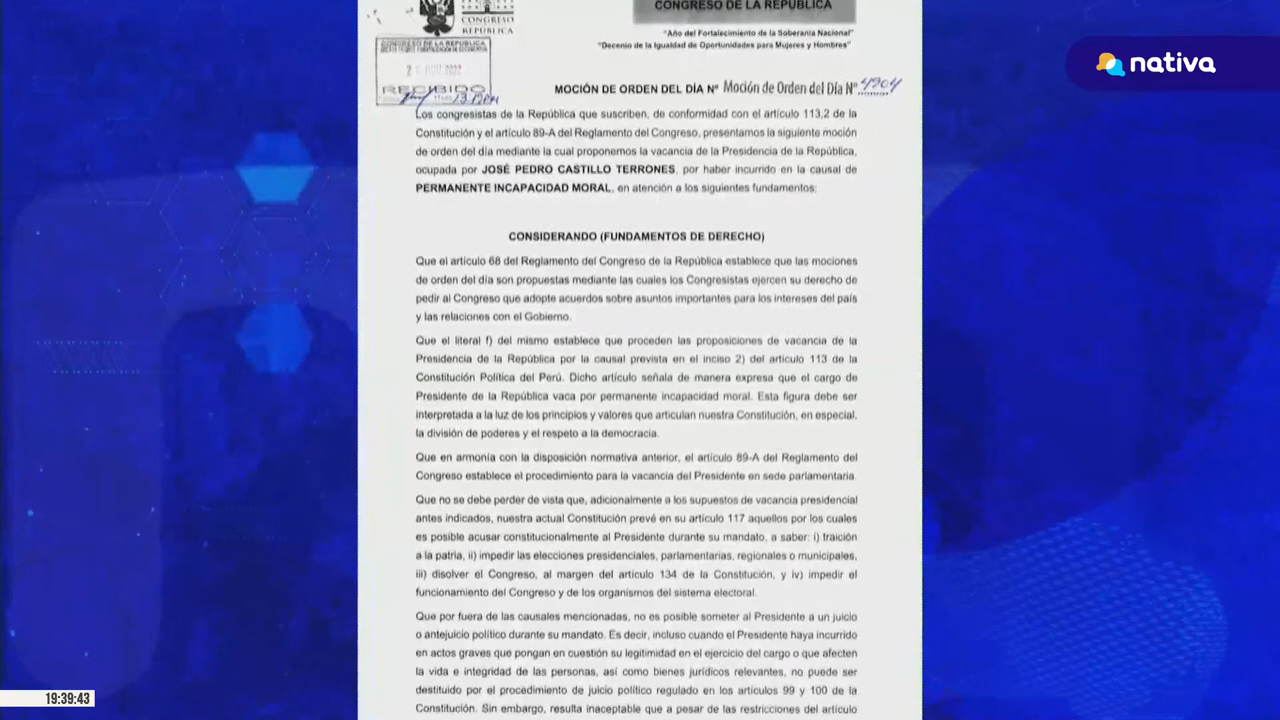 CONGRESO
REPÚBLICA
CONGRESO DE LA REPÚBLICA
"Año del Fortalecimiento de la Soberanía Nacional"
"Decenio de la Igualdad de Oportunidades para Mujeres y Hombres"
CONGRESO DE LA REPÚBLICA
RECIBIDO
nativa
MOCIÓN DE ORDEN DEL DÍA Nº Moción de Orden del Día Nº 4904
Los congresistas de la República que suscriben, de conformidad con el artículo 113.2 de la
Constitución y el artículo 89-A del Reglamento del Congreso, presentamos la siguiente moción
de orden del día mediante la cual proponemos la vacancia de la Presidencia de la República,
ocupada por JOSÉ PEDRO CASTILLO TERRONES, por haber incurrido en la causal de
PERMANENTE INCAPACIDAD MORAL, en atención a los siguientes fundamentos:
CONSIDERANDO (FUNDAMENTOS DE DERECHO)
Que el artículo 68 del Reglamento del Congreso de la República establece que las mociones
de orden del día son propuestas mediante las cuales los Congresistas ejercen su derecho de
pedir al Congreso que adopte acuerdos sobre asuntos importantes para los intereses del país
y las relaciones con el Gobierno.
Que el literal f) del mismo establece que proceden las proposiciones de vacancia de la
Presidencia de la República por la causal prevista en el inciso 2) del artículo 113 de la
Constitución Política del Perú. Dicho artículo señala de manera expresa que el cargo de
Presidente de la República vaca por permanente incapacidad moral. Esta figura debe ser
interpretada a la luz de los principios y valores que articulan nuestra Constitución, en especial,
la división de poderes y el respeto a la democracia.
Que en armonía con la disposición normativa anterior, el artículo 89-A del Reglamento del
Congreso establece el procedimiento para la vacancia del Presidente en sede parlamentaria.
Que no se debe perder de vista que, adicionalmente a los supuestos de vacancia presidencial
antes indicados, nuestra actual Constitución prevé en su artículo 117 aquellos por los cuales
es posible acusar constitucionalmente al Presidente durante su mandato, a saber: i) traición
a la patria, ii) impedir las elecciones presidenciales, parlamentarias, regionales o municipales,
iii) disolver el Congreso, al margen del artículo 134 de la Constitución, y iv) impedir el
funcionamiento del Congreso y de los organismos del sistema electoral.
Que por fuera de las causales mencionadas, no es posible someter al Presidente a un juicio
o antejuicio político durante su mandato. Es decir, incluso cuando el Presidente haya incurrido
en actos graves que pongan en cuestión su legitimidad en el ejercicio del cargo o que afecten
la vida e integridad de las personas, así como bienes jurídicos relevantes, no puede ser
destituido por el procedimiento de juicio político regulado en los artículos 99 y 100 de la
Constitución. Sin embargo, resulta inaceptable que a pesar de las restricciones del artículo
19:39:43